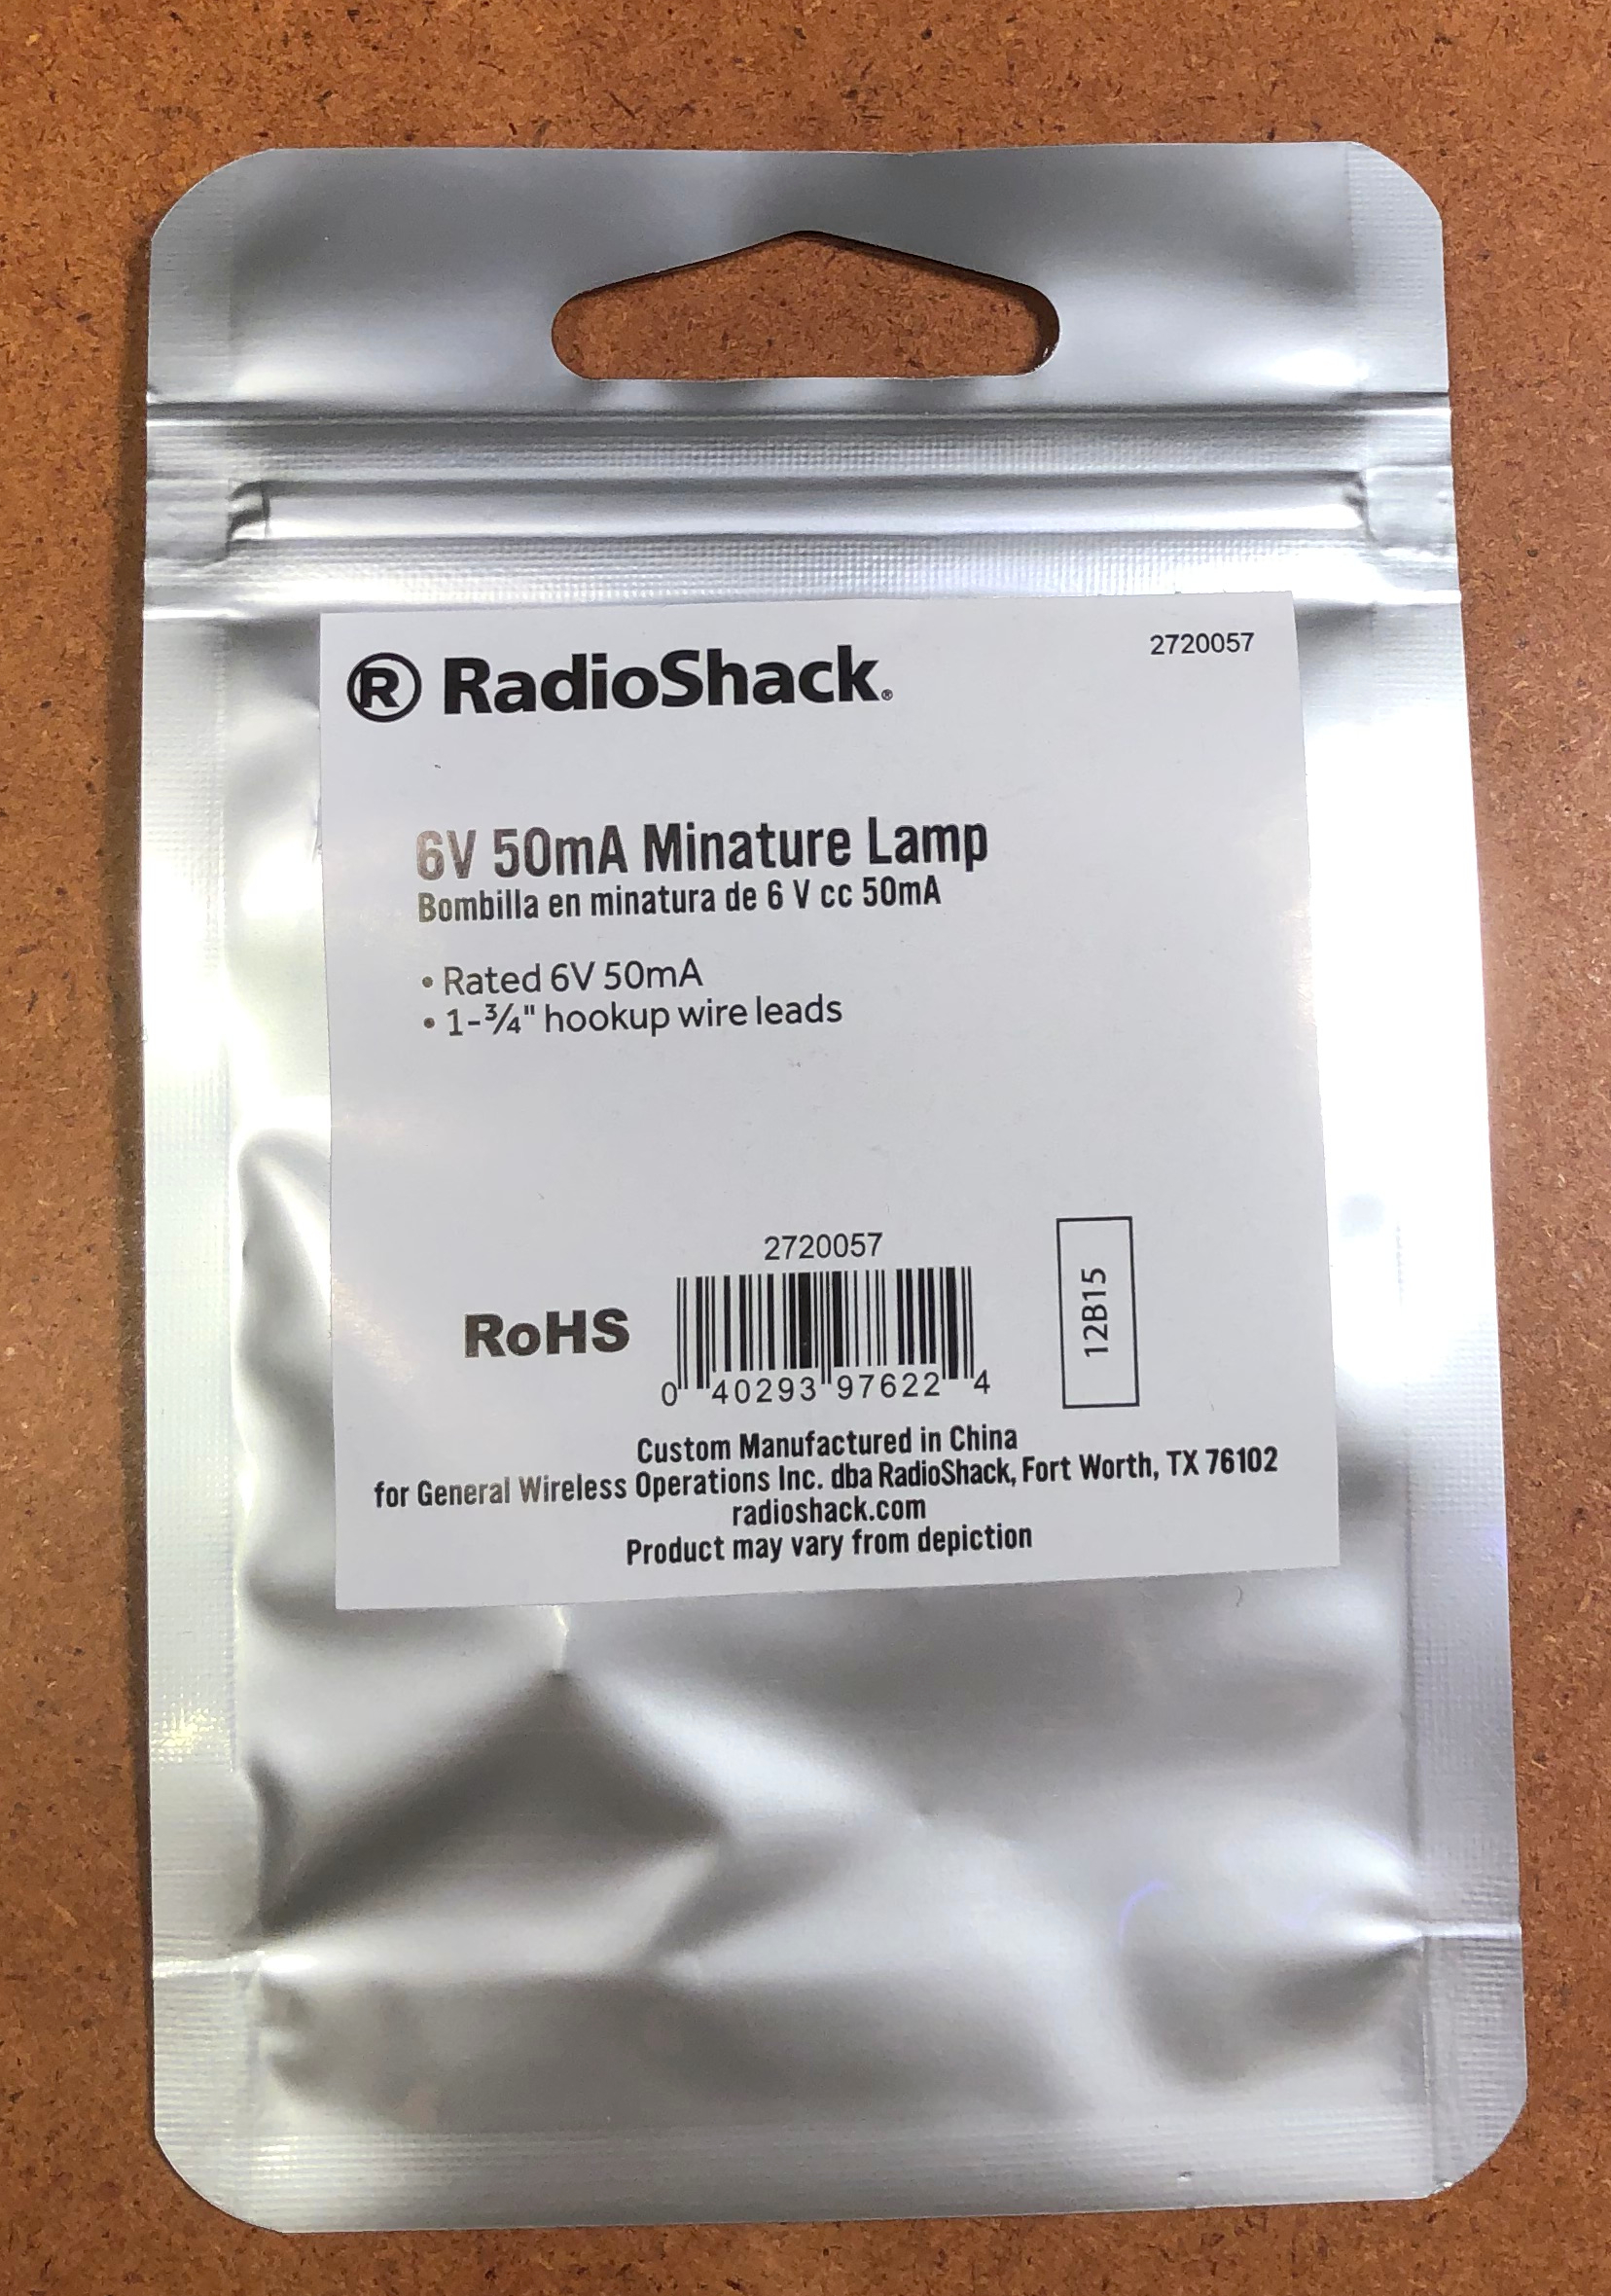 2720057
® RadioShack®
6V 50mA Minature Lamp
Bombilla en minatura de 6 V cc 50mA
• Rated 6V 50mA
• 1-¾" hookup wire leads
2720057
RoHS
0 40293 97622 4
12B15
Custom Manufactured in China
for General Wireless Operations Inc. dba RadioShack, Fort Worth, TX 76102
radioshack.com
Product may vary from depiction